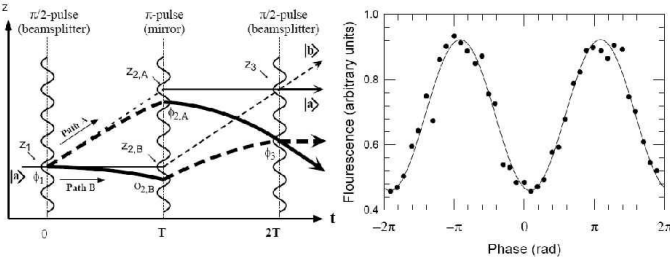 z
π/2-pulse
(beamsplitter)
π-pulse
(mirror)
π/2-pulse
(beamsplitter)
|b⟩
z3
z2,A
|a⟩
Path A
ϕ2,A
z1
z2,B
|a⟩
ϕ1
Path B
ϕ2,B
ϕ3
t
0
T
2T
Flourescence (arbitrary units)
1.0
0.8
0.6
0.4
−2π
−π
0
π
2π
Phase (rad)